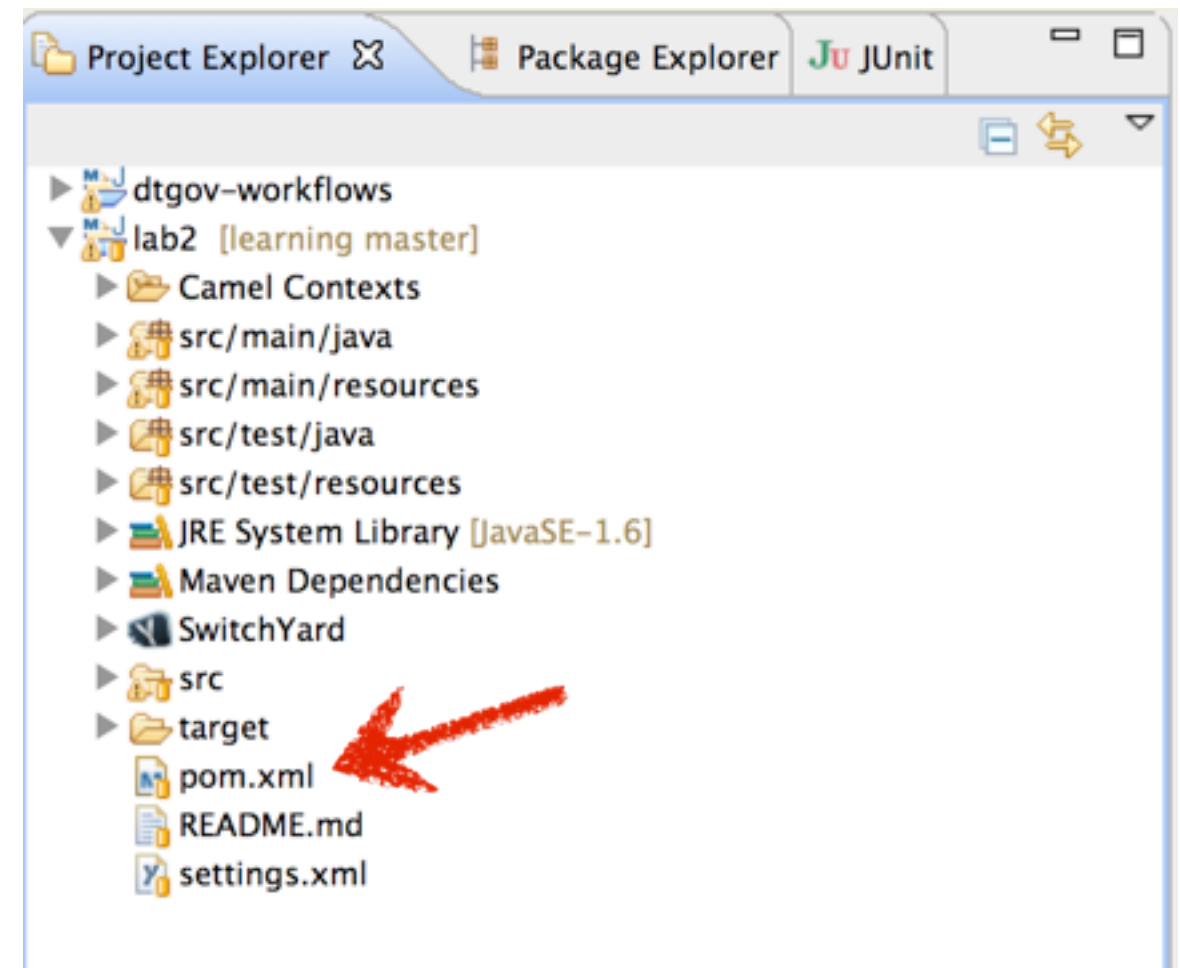 Project Explorer Package Explorer JU JUnit
dtgov-workflows
lab2 [learning master]
Camel Contexts
src/main/java
src/main/resources
src/test/java
src/test/resources
JRE System Library [JavaSE-1.6]
Maven Dependencies
SwitchYard
src
target
pom.xml
README.md
settings.xml